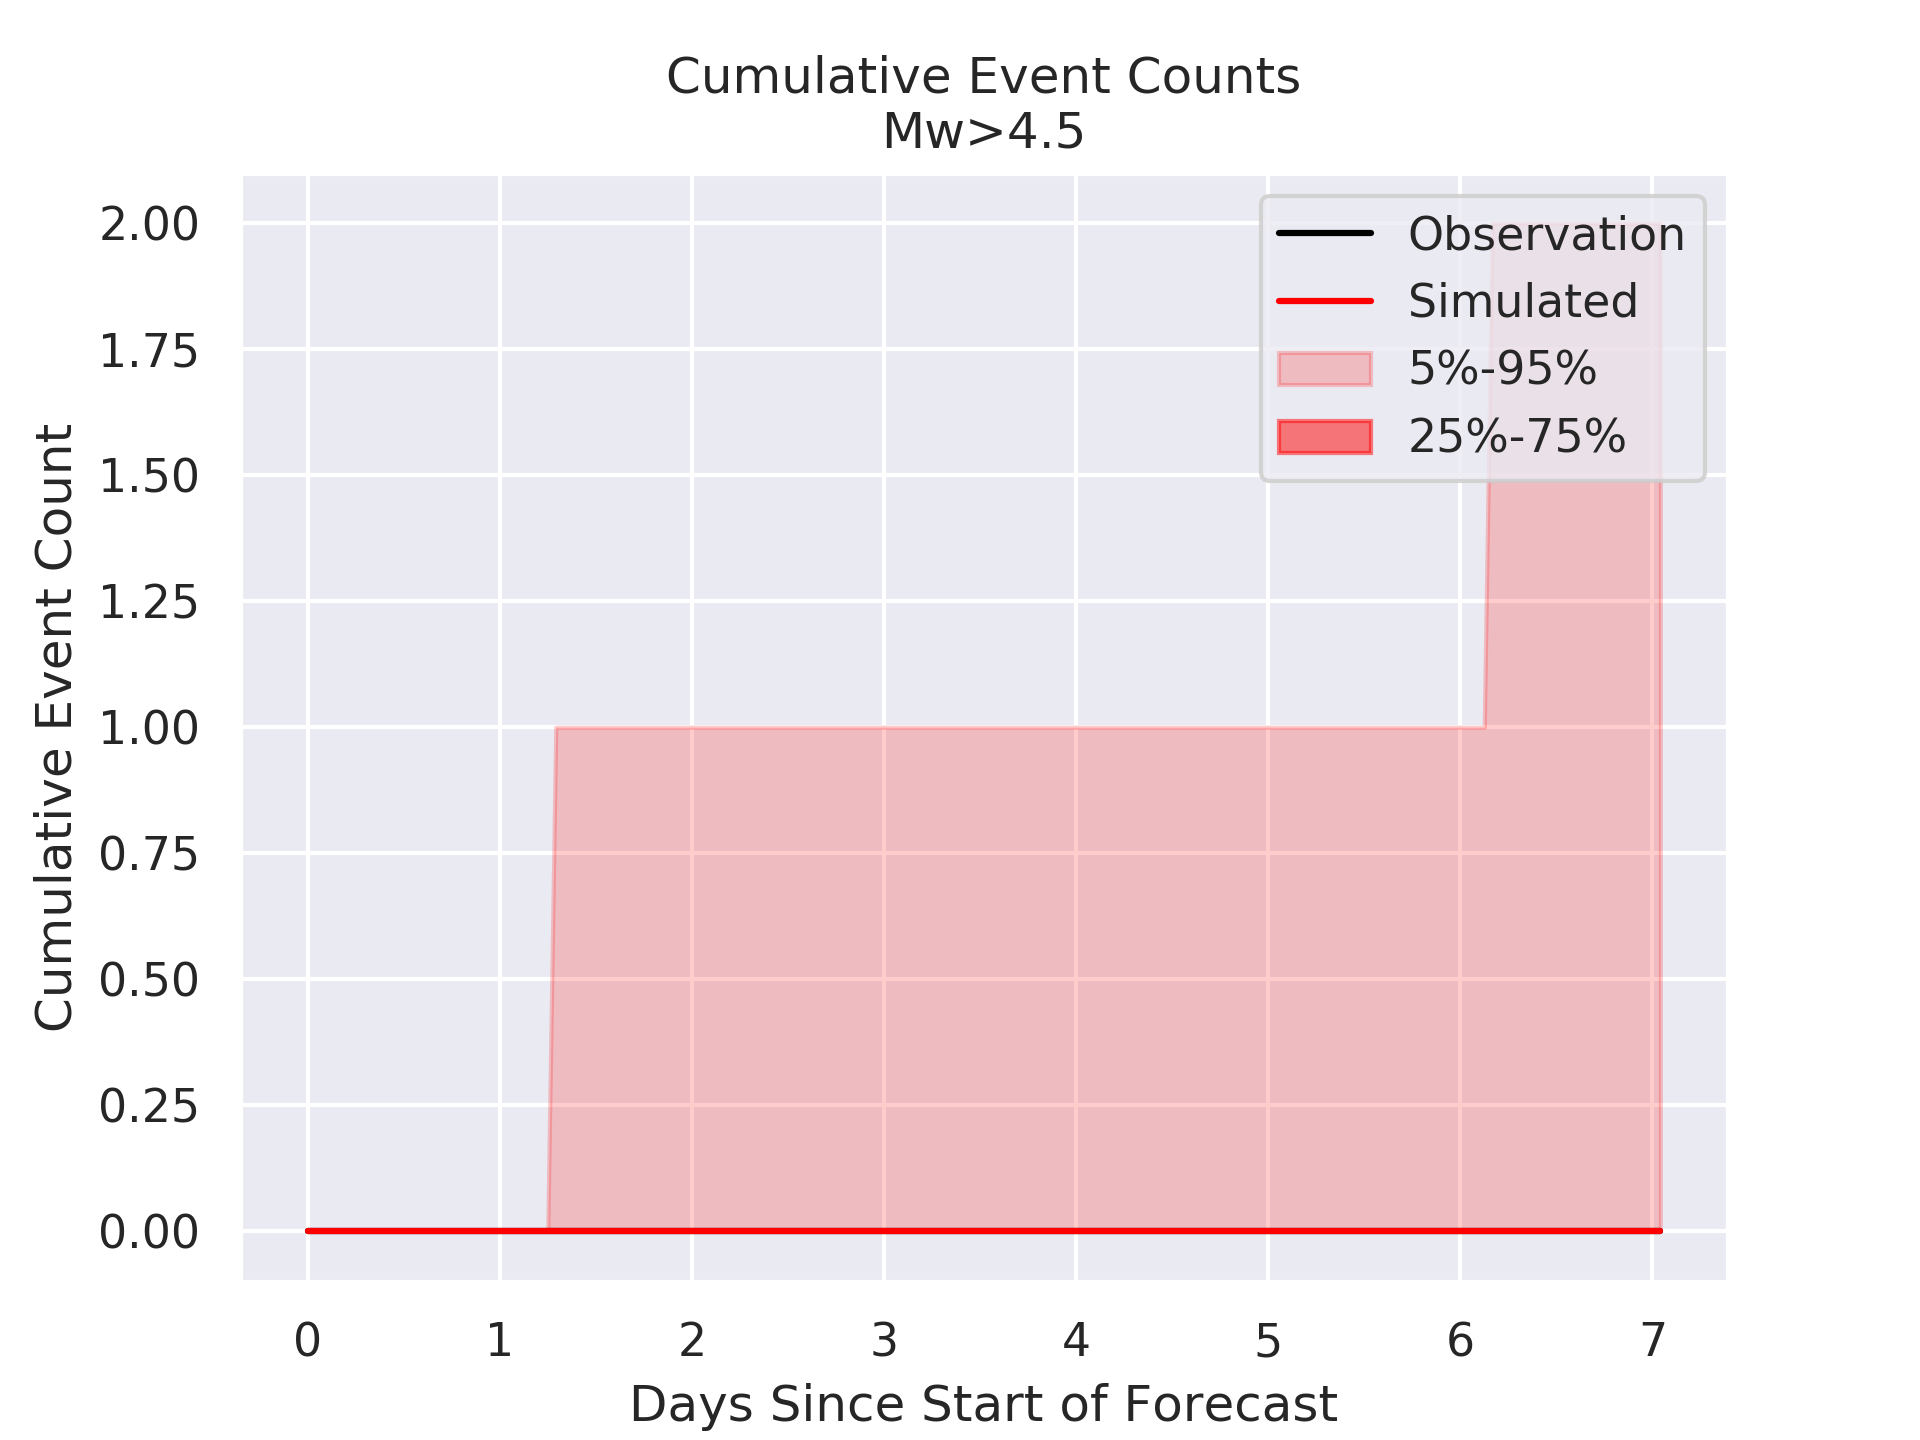 Cumulative Event Counts
Mw>4.5
Cumulative Event Count
2.00
1.75
1.50
1.25
1.00
0.75
0.50
0.25
0.00
Observation
Simulated
5%-95%
25%-75%
0 1 2 3 4 5 6 7
Days Since Start of Forecast